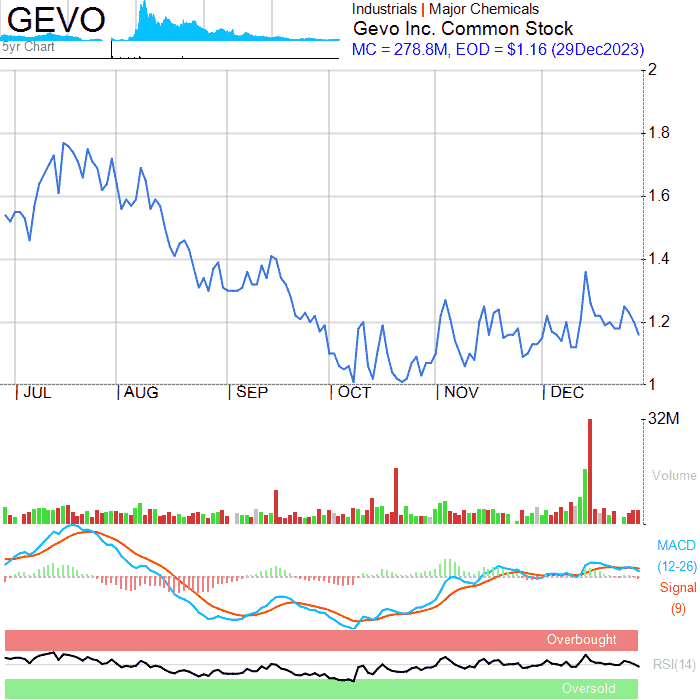 GEVO
5yr Chart
Industrials | Major Chemicals
Gevo Inc. Common Stock
MC = 278.8M, EOD = $1.16 (29Dec2023)
2
1.8
1.6
1.4
1.2
1
JUL AUG SEP OCT NOV DEC
32M
Volume
MACD
(12-26)
Signal
(9)
Overbought
RSI(14)
Oversold